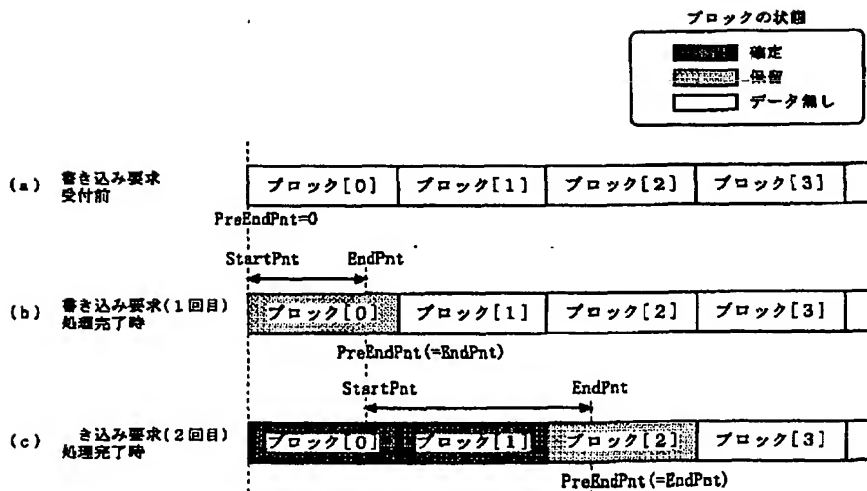 ブロックの状態
確定
保留
データ無し
(a) 書き込み要求
受付前
ブロック[0] ブロック[1] ブロック[2] ブロック[3]
PreEndPnt=0
StartPnt EndPnt
(b) 書き込み要求(1回目)
処理完了時
ブロック[0] ブロック[1] ブロック[2] ブロック[3]
PreEndPnt(=EndPnt)
StartPnt EndPnt
(c) き込み要求(2回目)
処理完了時
ブロック[0] ブロック[1] ブロック[2] ブロック[3]
PreEndPnt(=EndPnt)